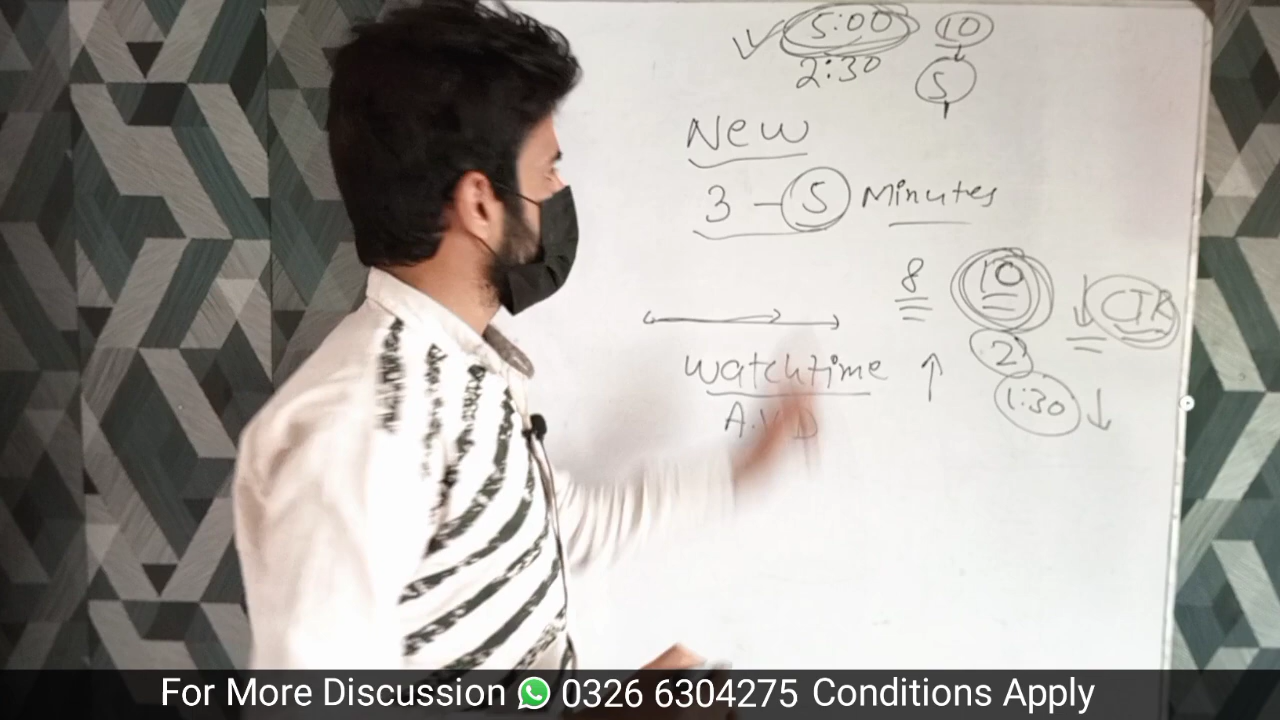 5:00 10
2:30 5
New
3 - 5 Minutes
8 10 CTR
2
Watchtime
1:30
A.V D
For More Discussion 0326 6304275 Conditions Apply